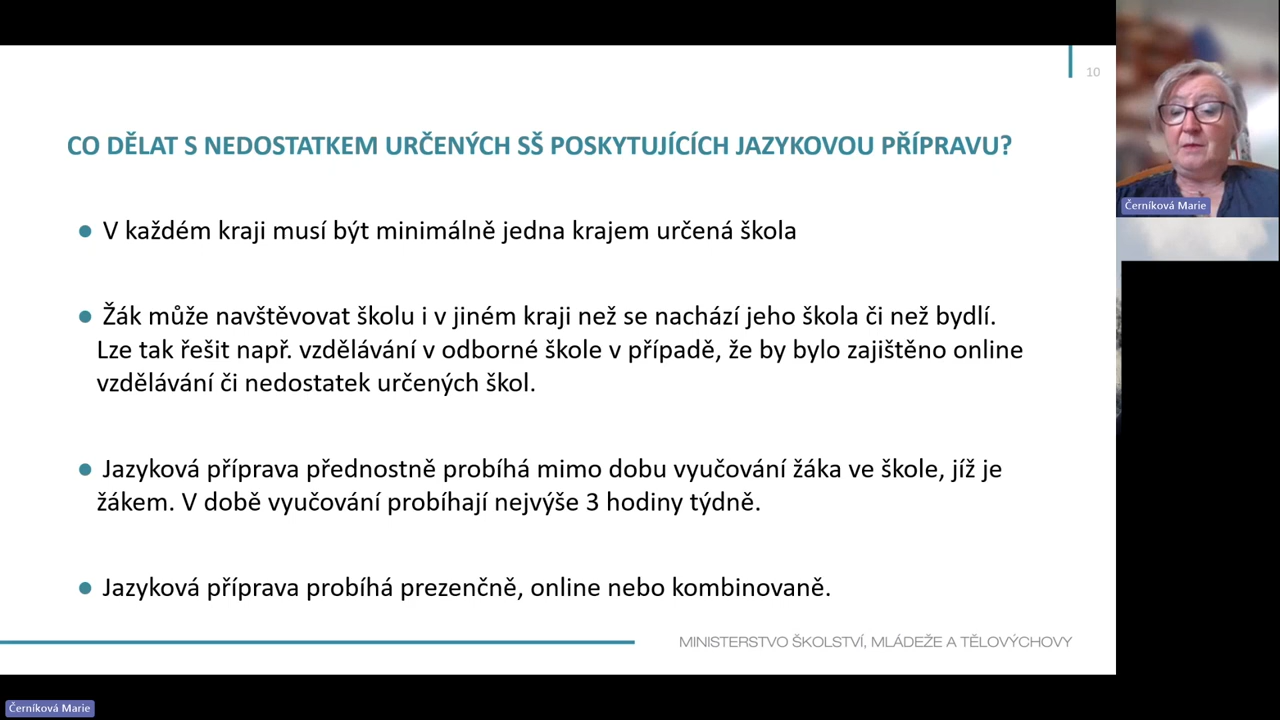 10
CO DĚLAT S NEDOSTATKEM URČENÝCH SŠ POSKYTUJÍCÍCH JAZYKOVOU PŘÍPRAVU?
● V každém kraji musí být minimálně jedna krajem určená škola
● Žák může navštěvovat školu i v jiném kraji než se nachází jeho škola či než bydlí.
Lze tak řešit např. vzdělávání v odborné škole v případě, že by bylo zajištěno online
vzdělávání či nedostatek určených škol.
● Jazyková příprava přednostně probíhá mimo dobu vyučování žáka ve škole, jíž je
žákem. V době vyučování probíhají nejvýše 3 hodiny týdně.
● Jazyková příprava probíhá prezenčně, online nebo kombinovaně.
MINISTERSTVO ŠKOLSTVÍ, MLÁDEŽE A TĚLOVÝCHOVY
Černíková Marie
Černíková Marie